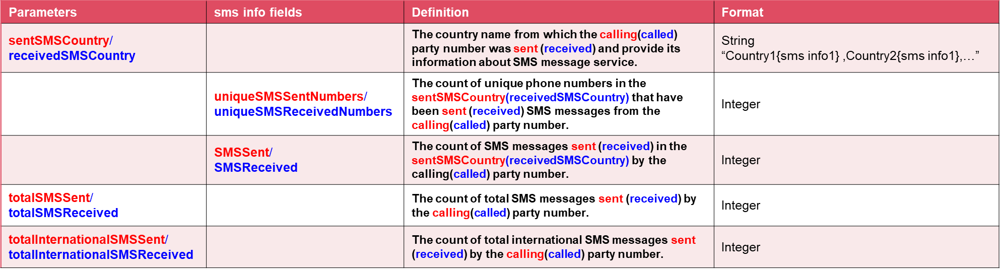 Parameters
sms info fields
Definition
Format
sentSMSCountry/
receivedSMSCountry
The country name from which the calling(called)
party number was sent (received) and provide its
information about SMS message service.
String
“Country1{sms info1} ,Country2{sms info1},…”
uniqueSMSSentNumbers/
uniqueSMSReceivedNumbers
The count of unique phone numbers in the
sentSMSCountry(receivedSMSCountry) that have
been sent (received) SMS messages from the
calling(called) party number.
Integer
SMSSent/
SMSReceived
The count of SMS messages sent (received) in the
sentSMSCountry(receivedSMSCountry) by the
calling(called) party number.
Integer
totalSMSSent/
totalSMSReceived
The count of total SMS messages sent (received) by
the calling(called) party number.
Integer
totalInternationalSMSSent/
totalInternationalSMSReceived
The count of total international SMS messages sent
(received) by the calling(called) party number.
Integer